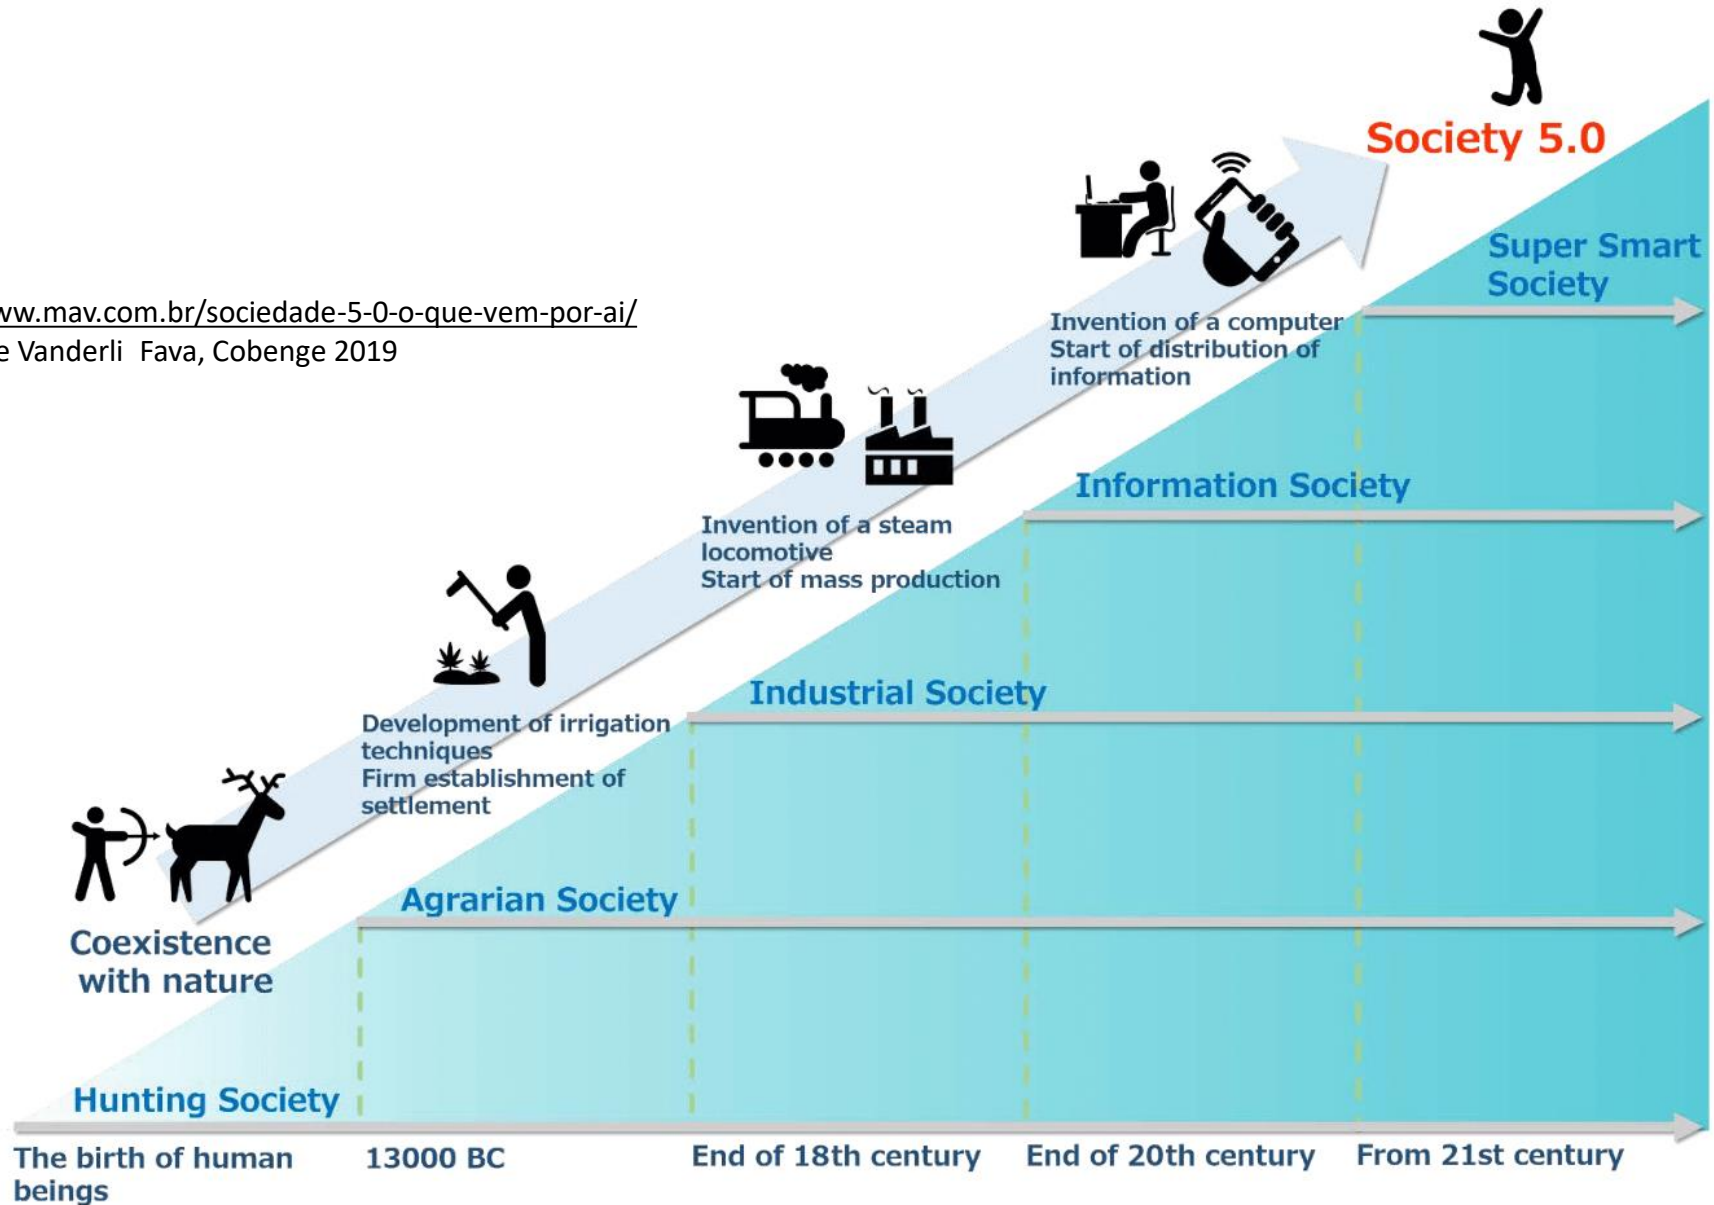 Society 5.0
Super Smart
Society
ww.mav.com.br/sociedade-5-0-o-que-vem-por-ai/
e Vanderli Fava, Cobenge 2019
Invention of a computer
Start of distribution of
information
Information Society
Invention of a steam
locomotive
Start of mass production
Industrial Society
Development of irrigation
techniques
Firm establishment of
settlement
Agrarian Society
Coexistence
with nature
Hunting Society
The birth of human
beings
13000 BC
End of 18th century
End of 20th century
From 21st century